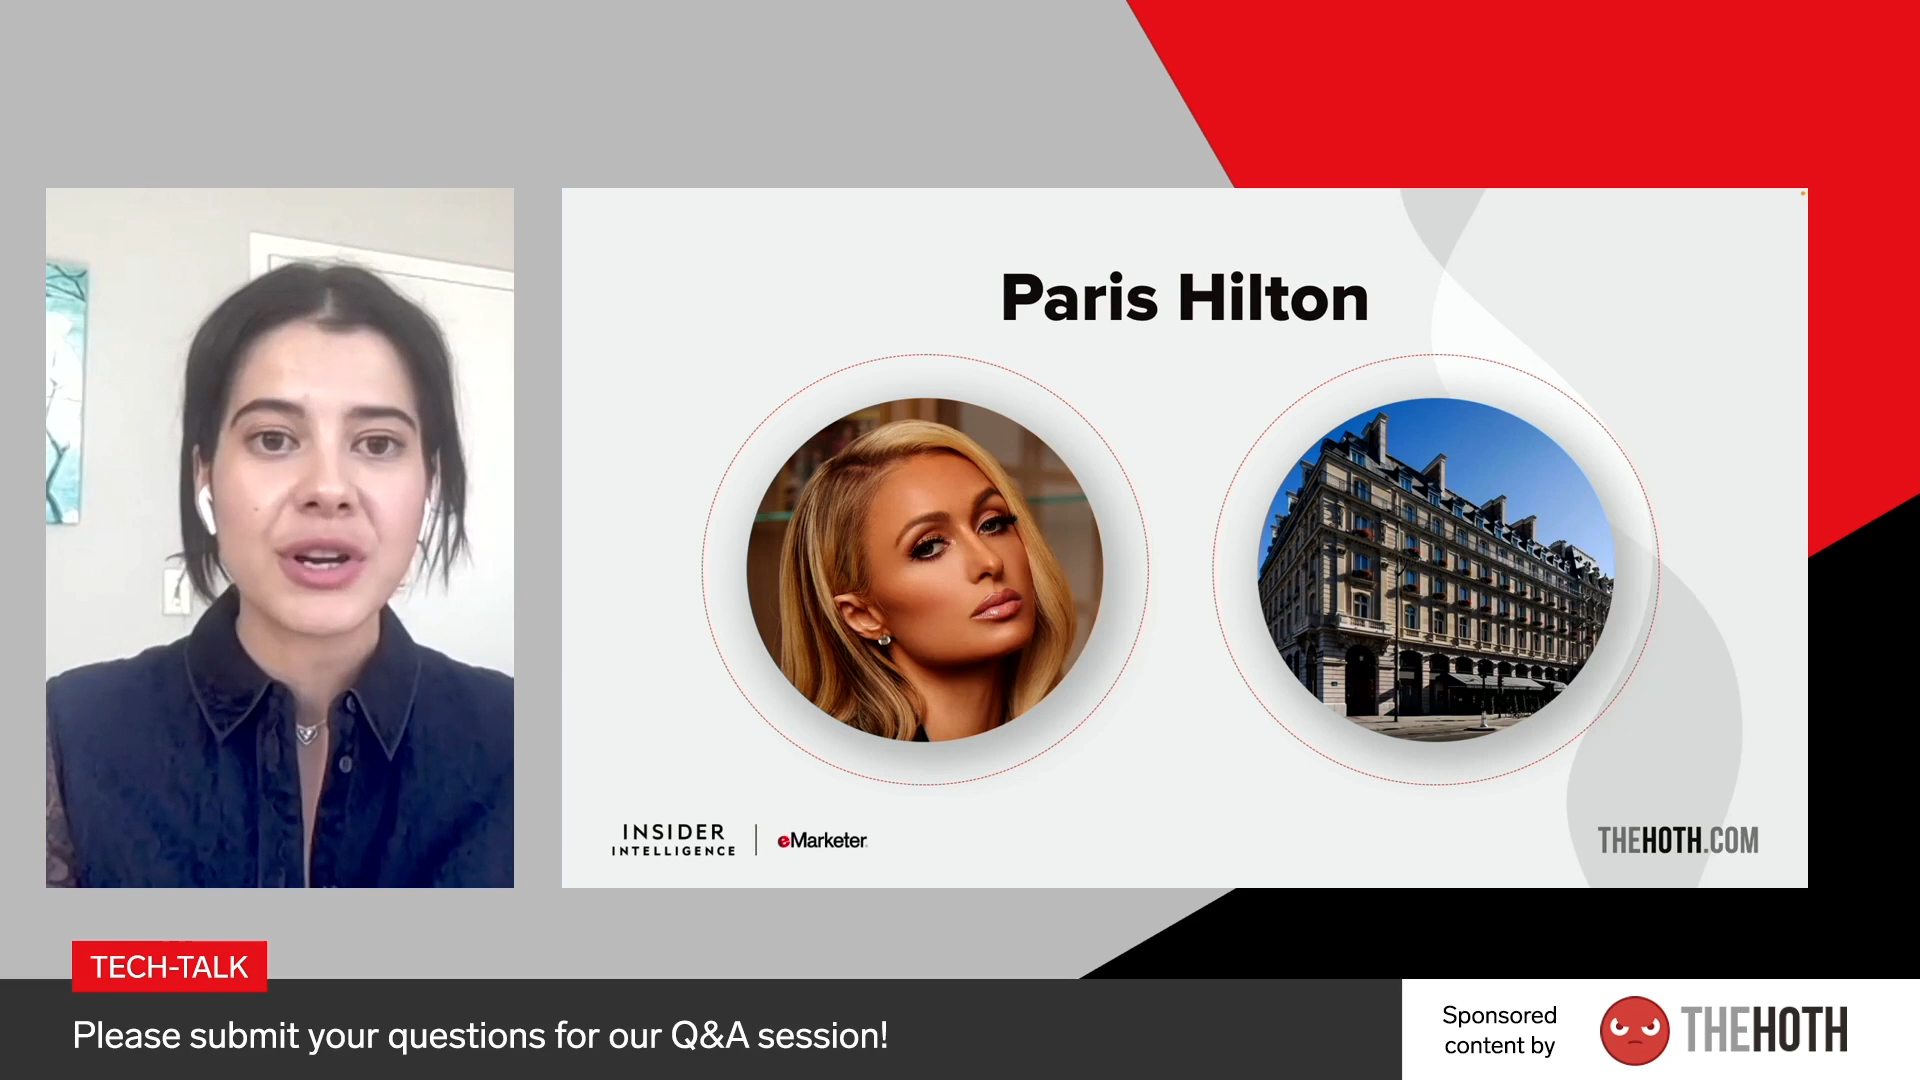 Paris Hilton
INSIDER
INTELLIGENCE
eMarketer
THEHOTH.COM
TECH-TALK
Please submit your questions for our Q&A session!
Sponsored
content by
THEHOTH